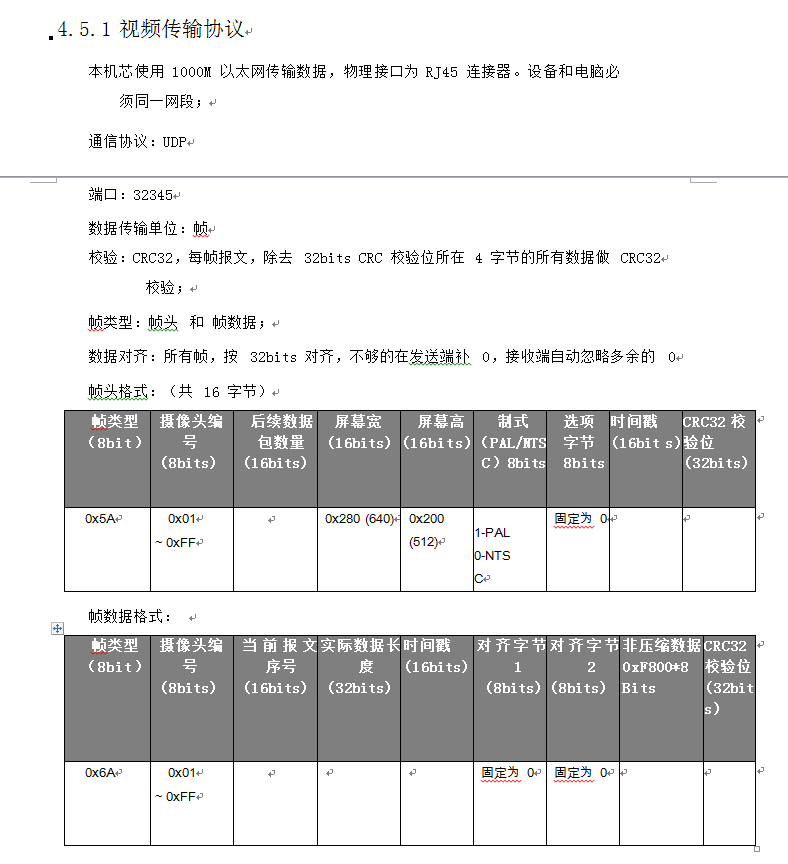 4.5.1 视频传输协议
本机芯使用 1000M 以太网传输数据，物理接口为 RJ45 连接器。设备和电脑必
须同一网段；
通信协议：UDP
端口：32345
数据传输单位：帧
校验：CRC32，每帧报文，除去 32bits CRC 校验位所在 4 字节的所有数据做 CRC32
校验；
帧类型：帧头 和 帧数据；
数据对齐：所有帧，按 32bits 对齐，不够的在发送端补 0，接收端自动忽略多余的 0
帧头格式：（共 16 字节）
帧类型
（8bit）
摄像头编
号
（8bits）
后续数据
包数量
（16bits）
屏幕宽
（16bits）
屏幕高
（16bits）
制式
（PAL/NTS
C）8bits
选项
字节
8bits
时间戳
（16bit s）
CRC32 校
验位
（32bits）
0x5A
0x01
~ 0xFF
0x280 (640)
0x200
(512)
1-PAL
0-NTS
C
固定为 0
帧数据格式：
帧类型
（8bit）
摄像头编
号
（8bits）
当前报文
序号
（16bits）
实际数据长
度
（32bits）
时间戳
（16bits）
对齐字节
1
（8bits）
对齐字节
2
（8bits）
非压缩数据
0xF800*8
Bits
CRC32
校验位
（32bit
s）
0x6A
0x01
~ 0xFF
固定为 0
固定为 0